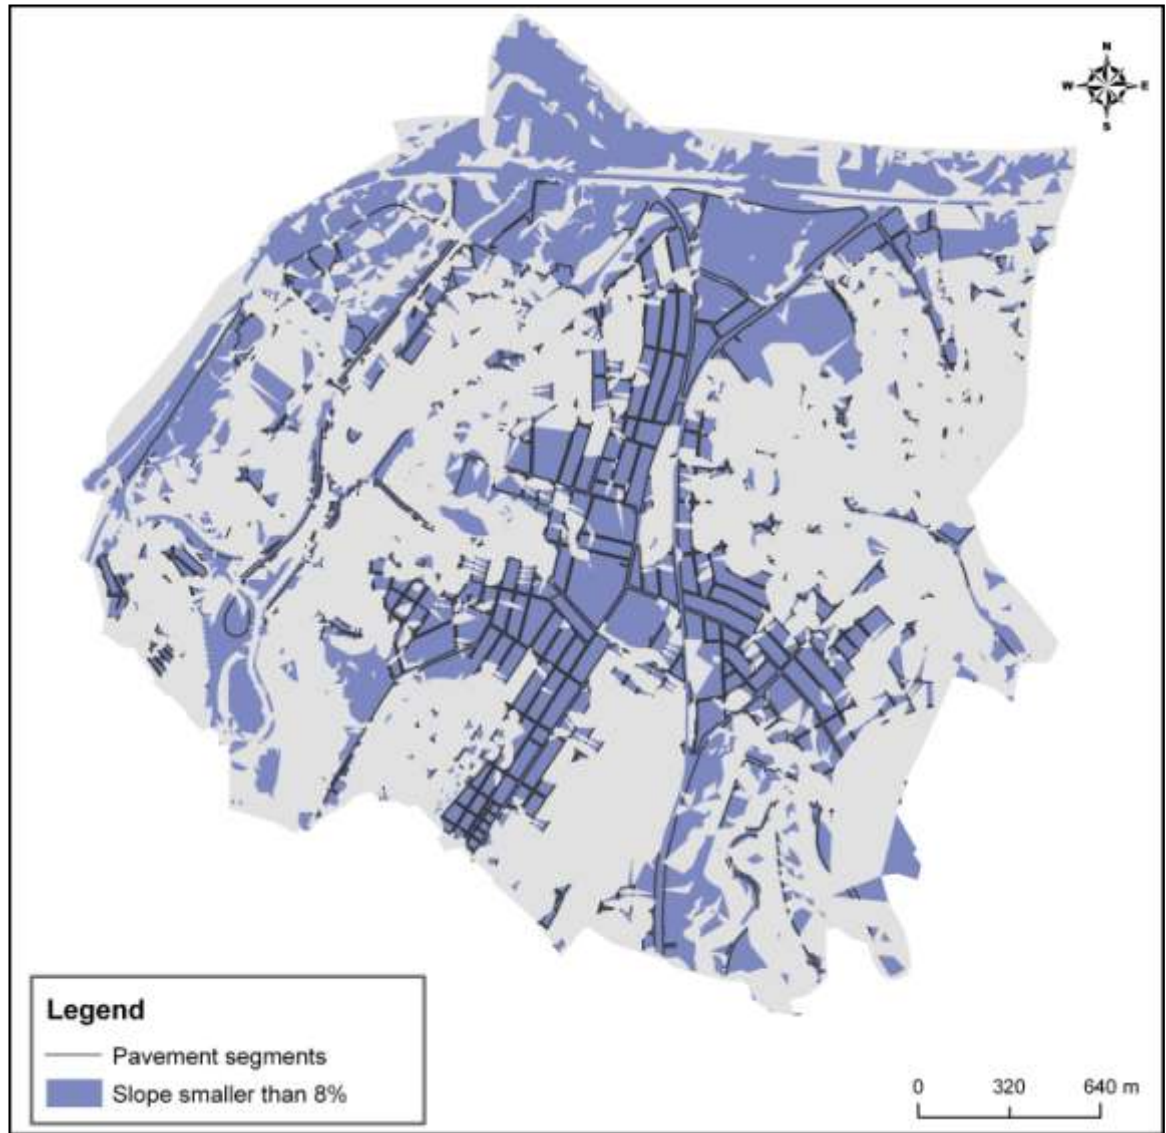 N
W E
S
Legend
Pavement segments
Slope smaller than 8%
0 320 640 m